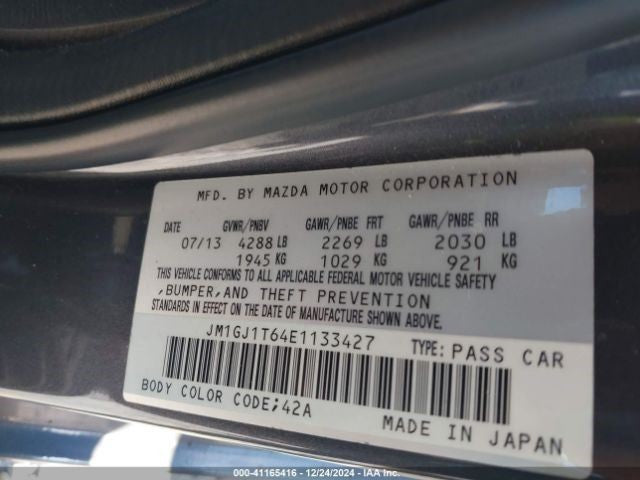 MFD. BY MAZDA MOTOR CORPORATION
DATE GVWR/PNBV GAWR/PNBE FRT GAWR/PNBE RR
07/13 4288 LB 2269 LB 2030 LB
1945 KG 1029 KG 921 KG
THIS VEHICLE CONFORMS TO ALL APPLICABLE FEDERAL MOTOR VEHICLE SAFETY
,BUMPER,AND THEFT PREVENTION
STANDARDS IN EFFECT ON THE DATE OF MANUFACTURE SHOWN ABOVE.
JM1GJ1T64E1133427 TYPE: PASS CAR
BODY COLOR CODE;42A
MADE IN JAPAN
000-41165416 • 12/24/2024 - IAA Inc.